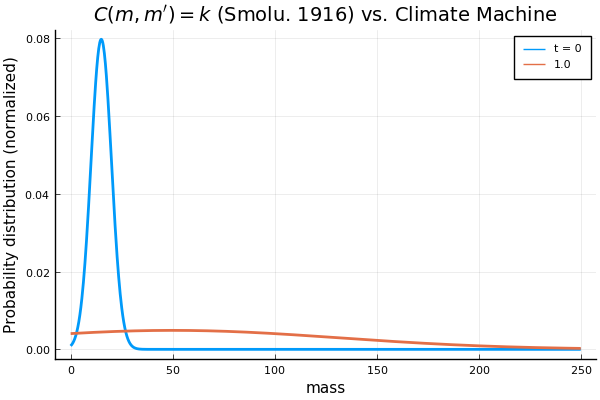 C(m, m′) = k (Smolu. 1916) vs. Climate Machine
t = 0
1.0
Probability distribution (normalized)
0.08
0.06
0.04
0.02
0.00
0 50 100 150 200 250
mass